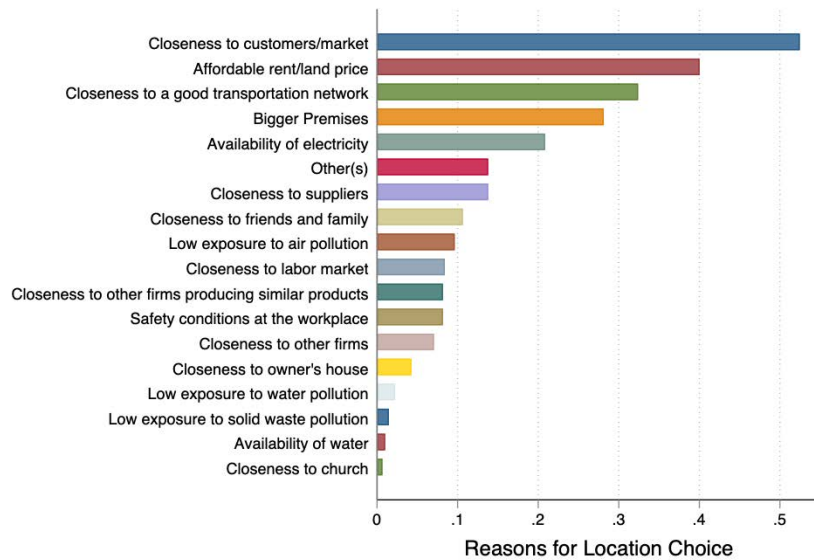 Closeness to customers/market
Affordable rent/land price
Closeness to a good transportation network
Bigger Premises
Availability of electricity
Other(s)
Closeness to suppliers
Closeness to friends and family
Low exposure to air pollution
Closeness to labor market
Closeness to other firms producing similar products
Safety conditions at the workplace
Closeness to other firms
Closeness to owner's house
Low exposure to water pollution
Low exposure to solid waste pollution
Availability of water
Closeness to church
0 .1 .2 .3 .4 .5
Reasons for Location Choice